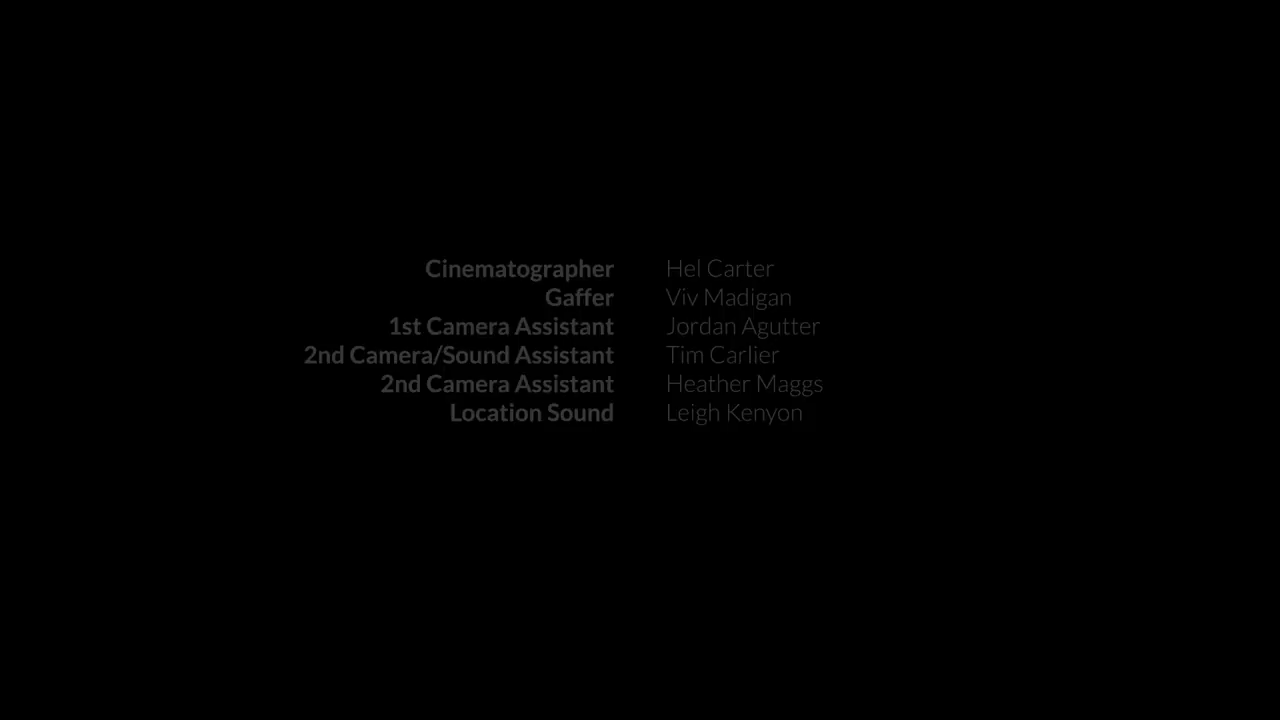 Cinematographer Hel Carter
Gaffer Viv Madigan
1st Camera Assistant Jordan Agutter
2nd Camera/Sound Assistant Tim Carlier
2nd Camera Assistant Heather Maggs
Location Sound Leigh Kenyon